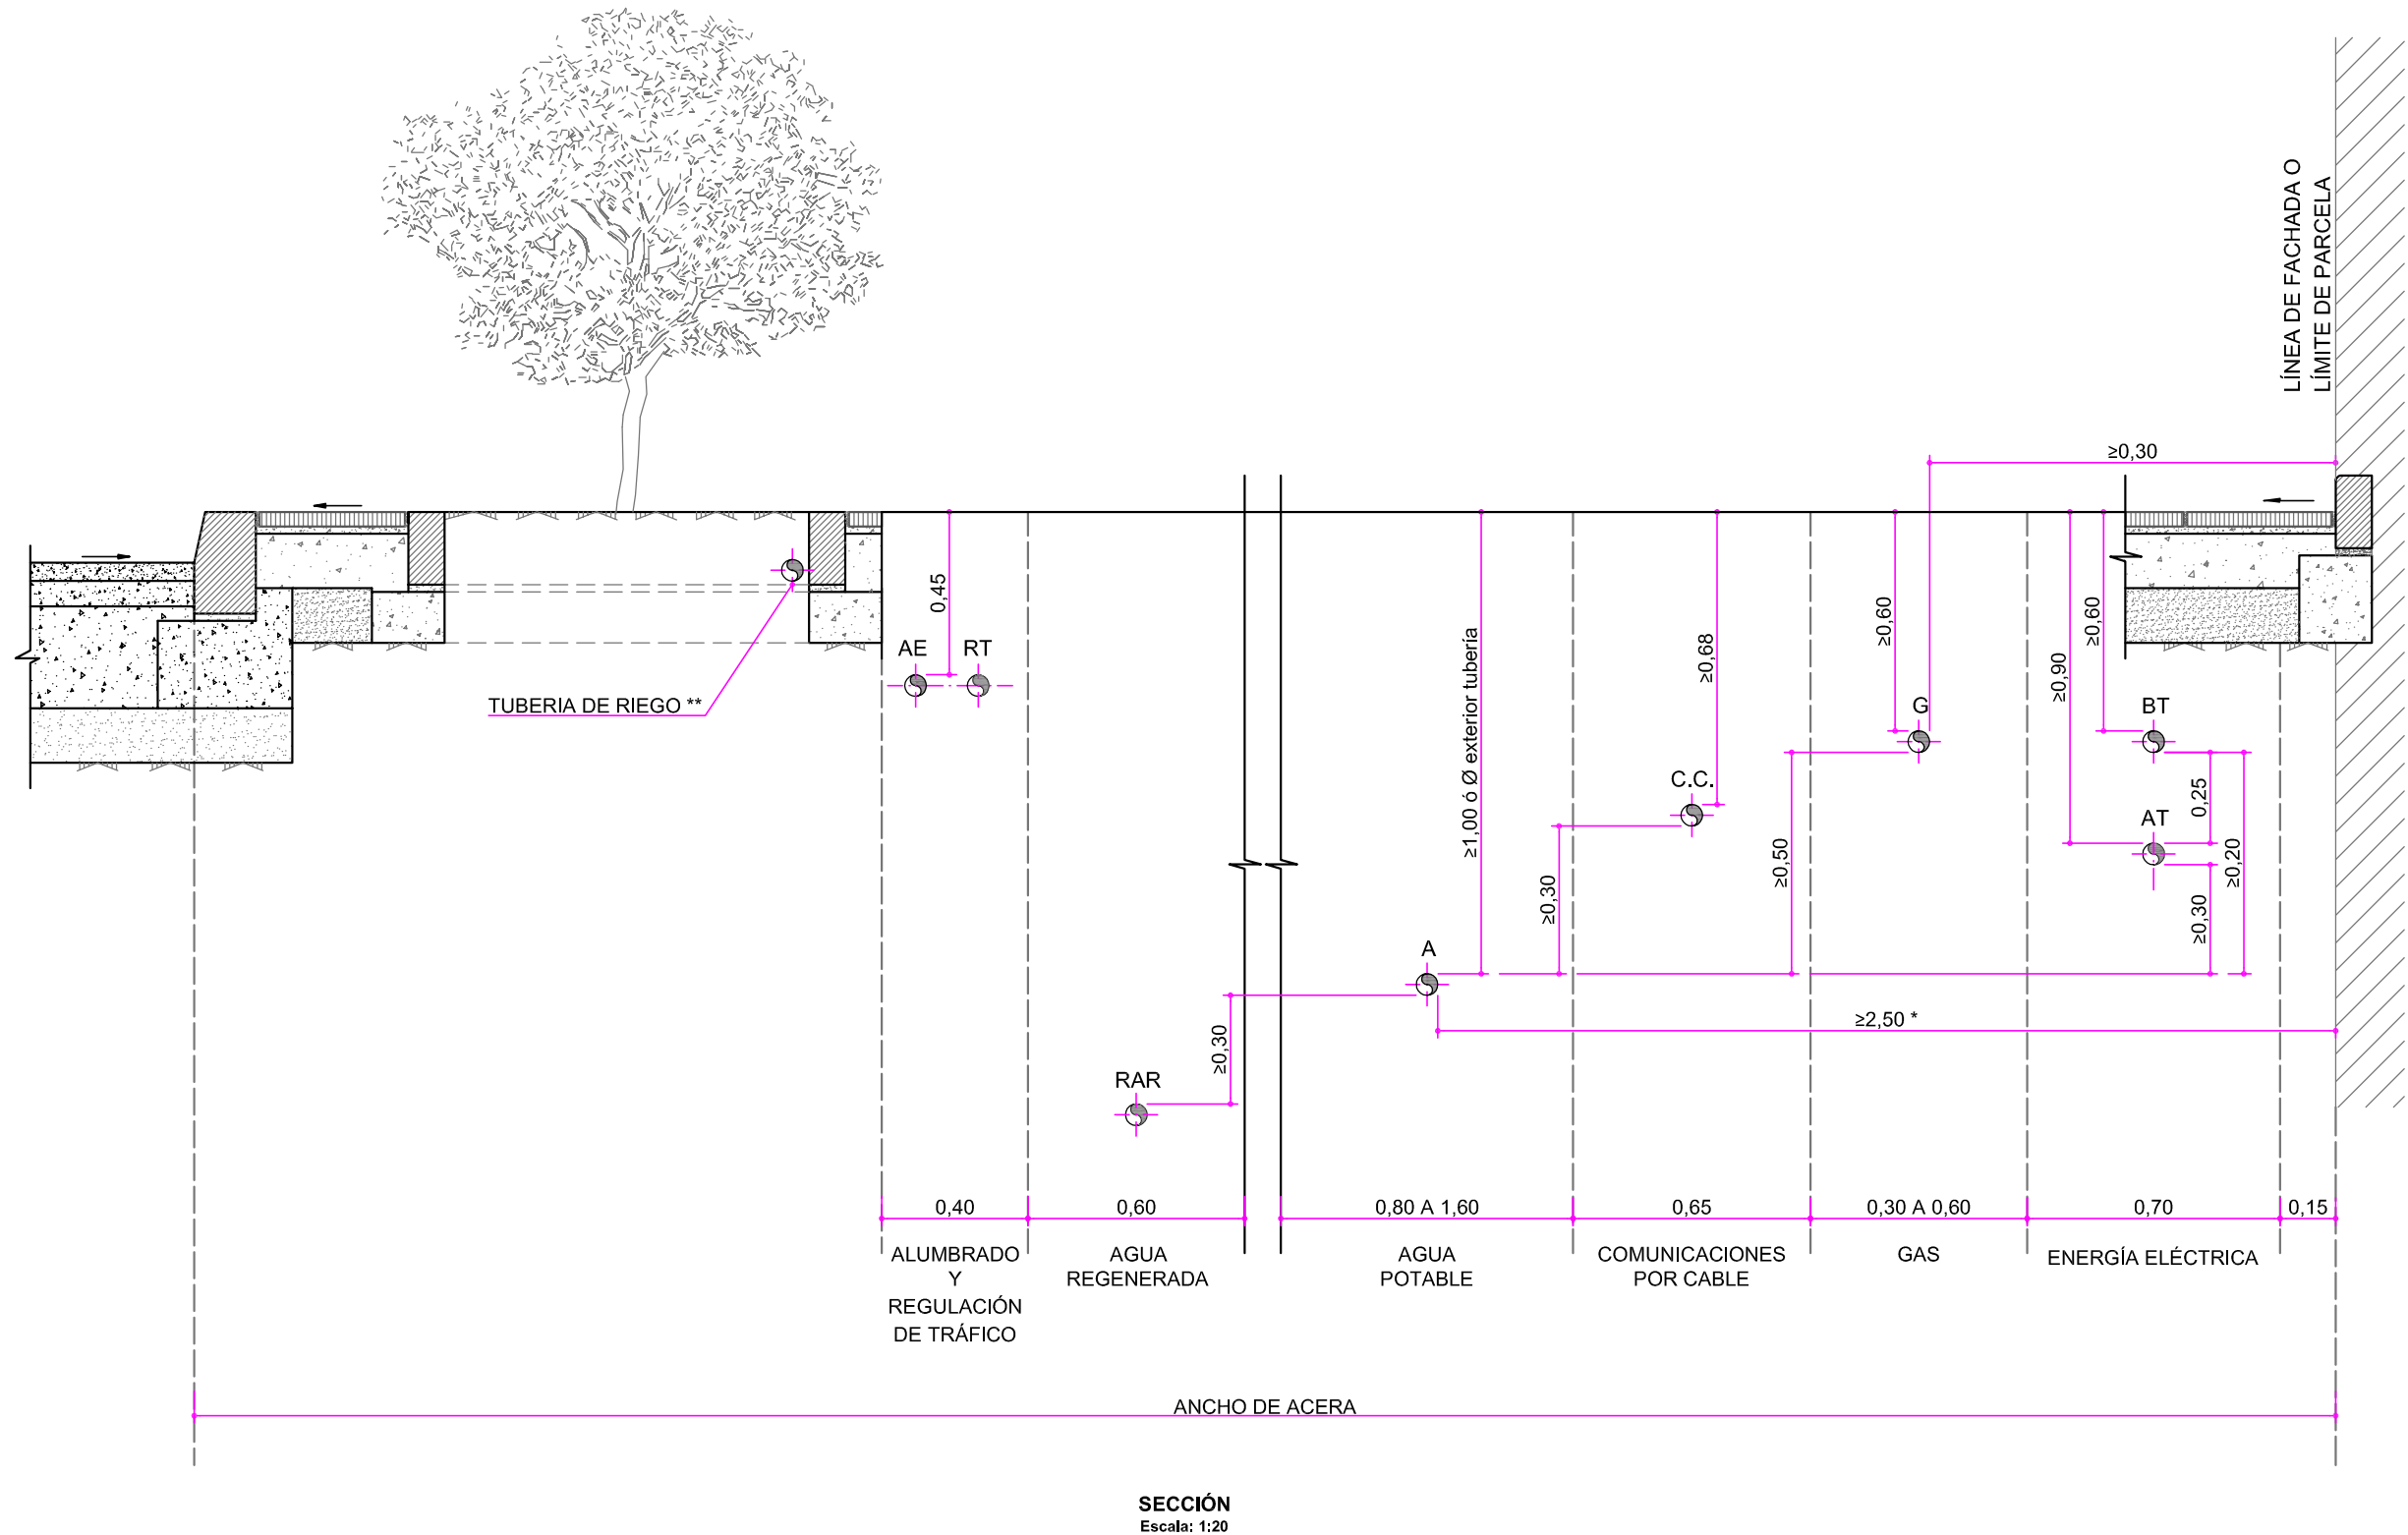 LÍNEA DE FACHADA O
LÍMITE DE PARCELA
≥0,30
0,45
≥1,00 ó Ø exterior tubería
≥0,68
≥0,60
≥0,60
≥0,90
AE
RT
TUBERIA DE RIEGO **
G
BT
C.C.
0,25
AT
≥0,20
≥0,50
≥0,30
≥0,30
A
≥2,50 *
≥0,30
RAR
0,40
0,60
0,80 A 1,60
0,65
0,30 A 0,60
0,70
0,15
ALUMBRADO
Y
REGULACIÓN
DE TRÁFICO
AGUA
REGENERADA
AGUA
POTABLE
COMUNICACIONES
POR CABLE
GAS
ENERGÍA ELÉCTRICA
ANCHO DE ACERA
SECCIÓN
Escala: 1:20